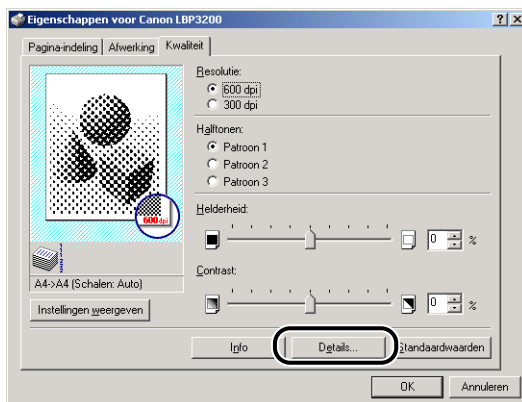 Eigenschappen voor Canon LBP3200
Pagina-indeling
Afwerking
Kwaliteit
600 dpi
A4->A4 (Schalen: Auto)
Instellingen weergeven
Resolutie:
600 dpi
300 dpi
Halftonen:
Patroon 1
Patroon 2
Patroon 3
Helderheid:
0 %
Contrast:
0 %
Info
Details...
Standaardwaarden
OK
Annuleren